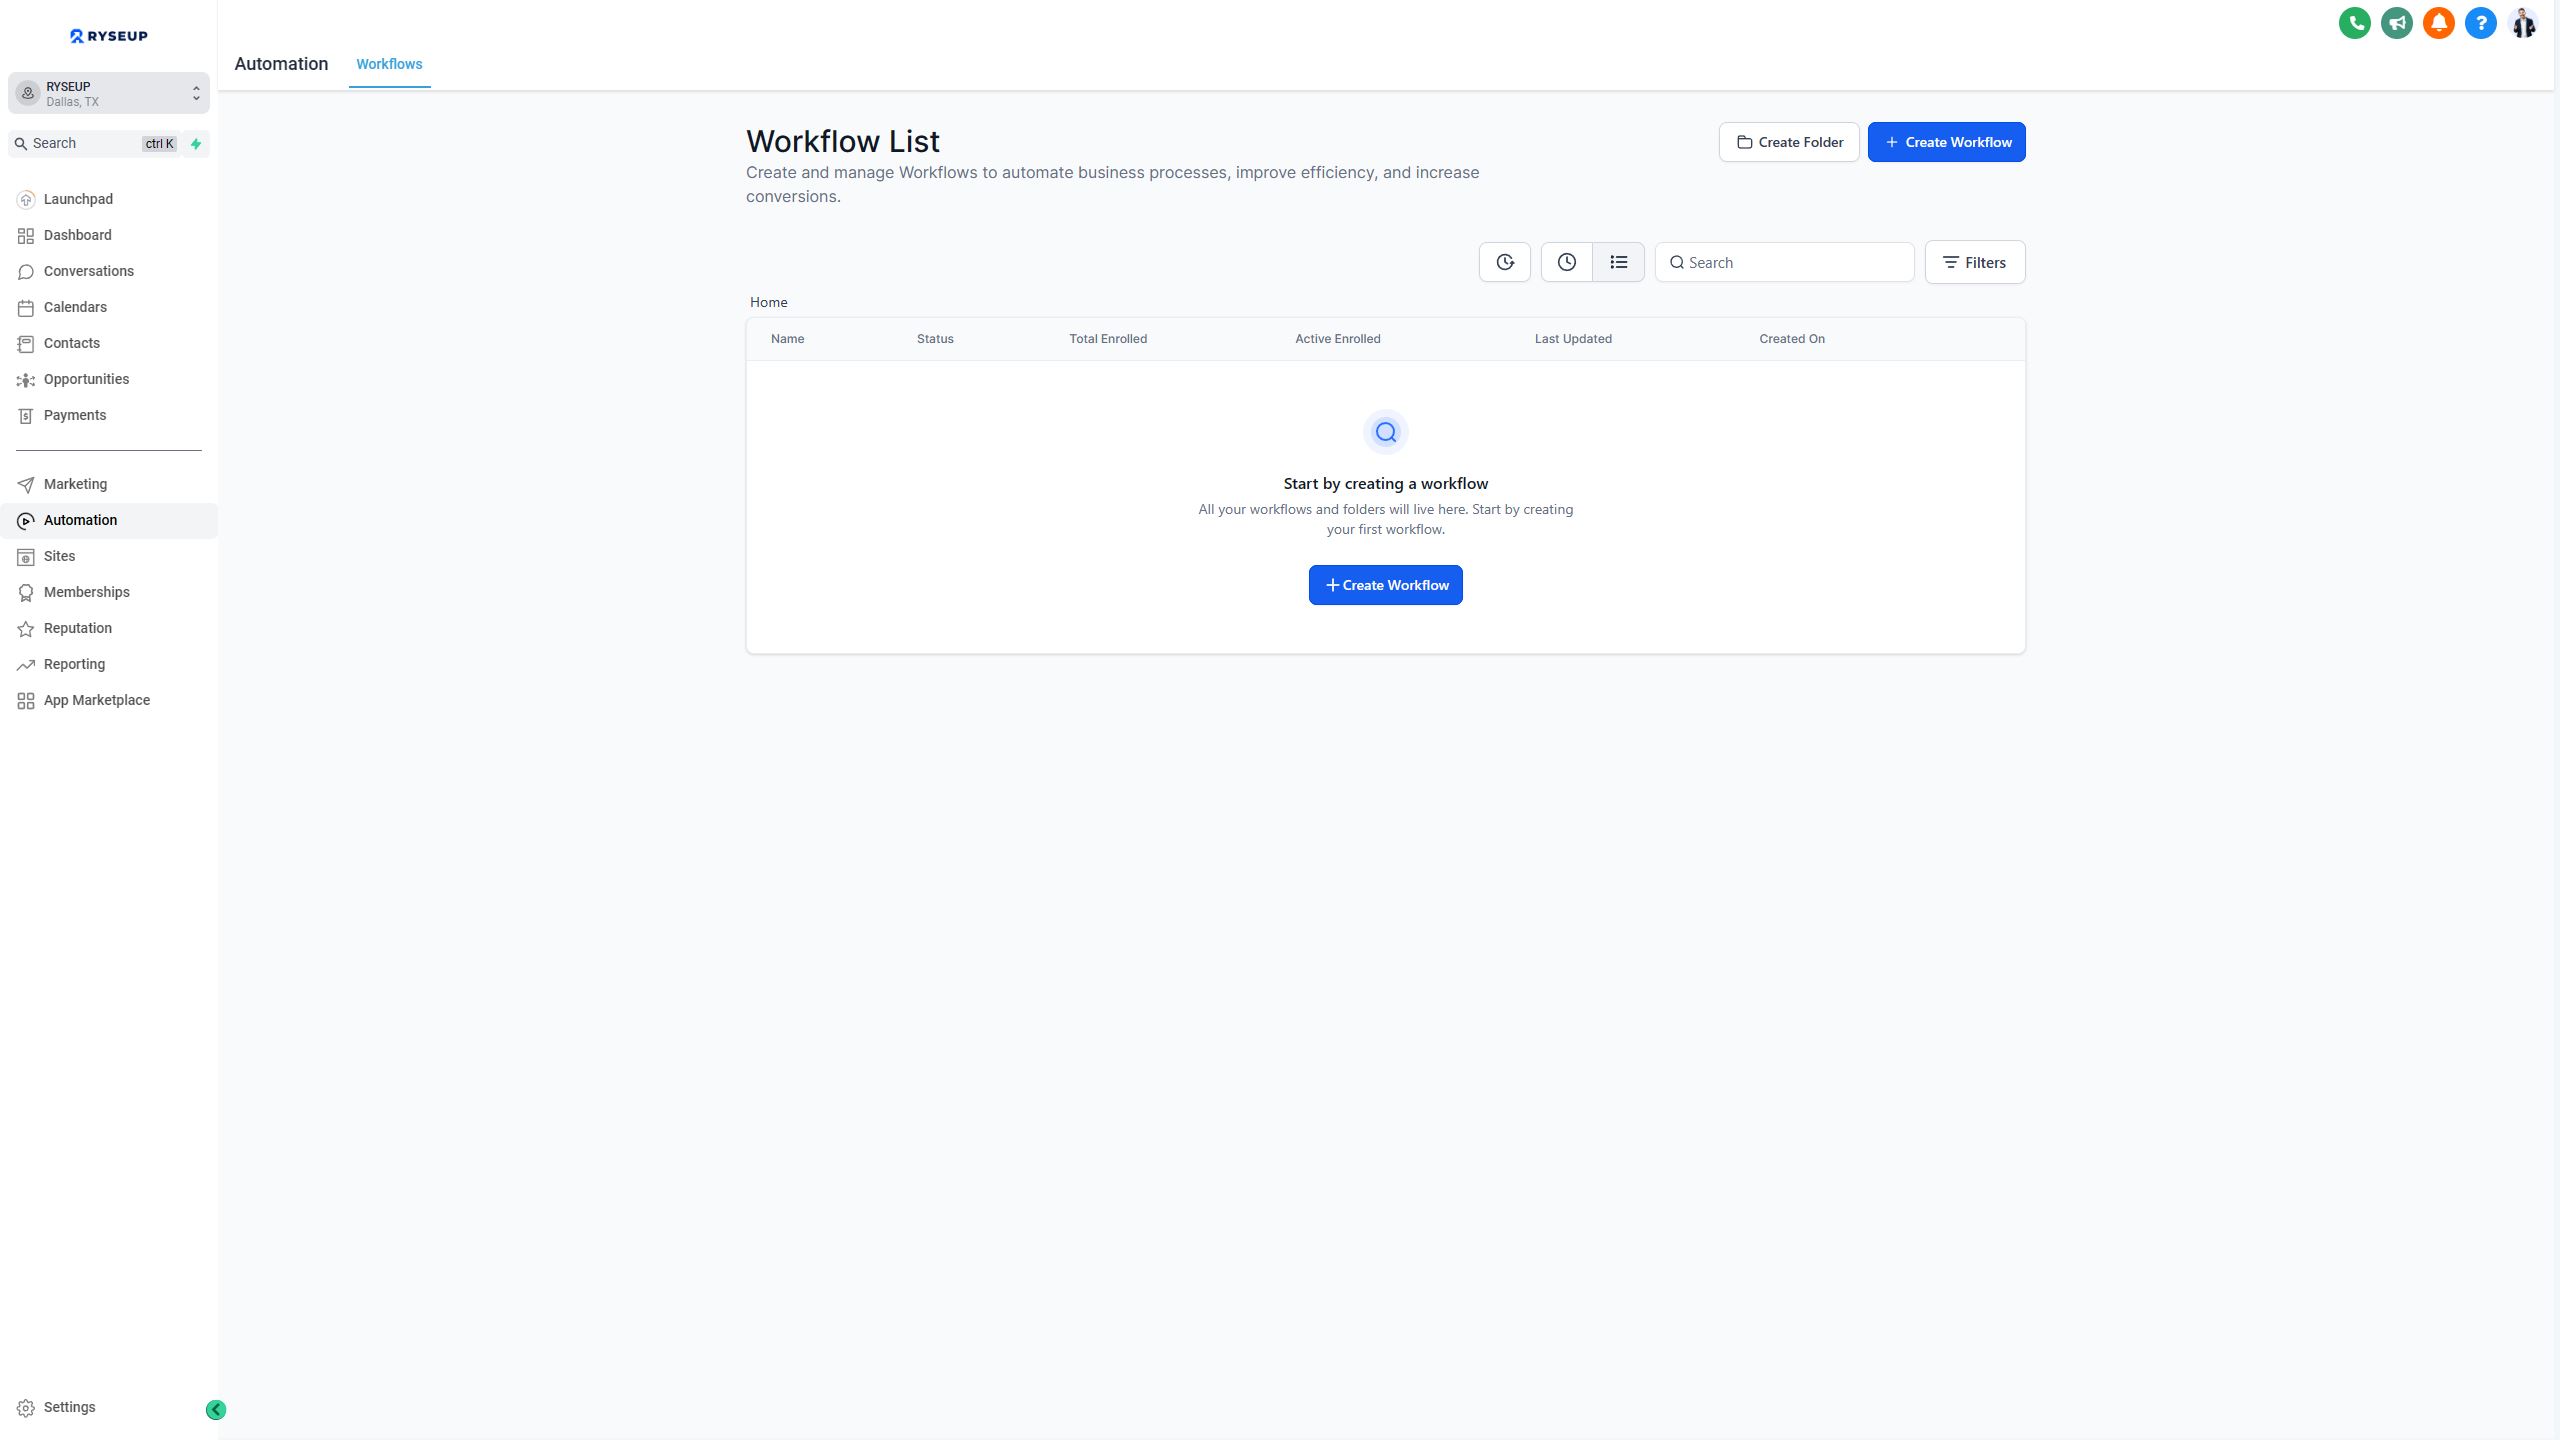 RYSEUP
RYSEUP
Dallas, TX
Search ctrl K
Launchpad
Dashboard
Conversations
Calendars
Contacts
Opportunities
Payments
Marketing
Automation
Sites
Memberships
Reputation
Reporting
App Marketplace
Settings
Automation Workflows
?
Workflow List
Create and manage Workflows to automate business processes, improve efficiency, and increase
conversions.
Create Folder
Create Workflow
Search
Filters
Home
Name Status Total Enrolled Active Enrolled Last Updated Created On
Start by creating a workflow
All your workflows and folders will live here. Start by creating
your first workflow.
Create Workflow